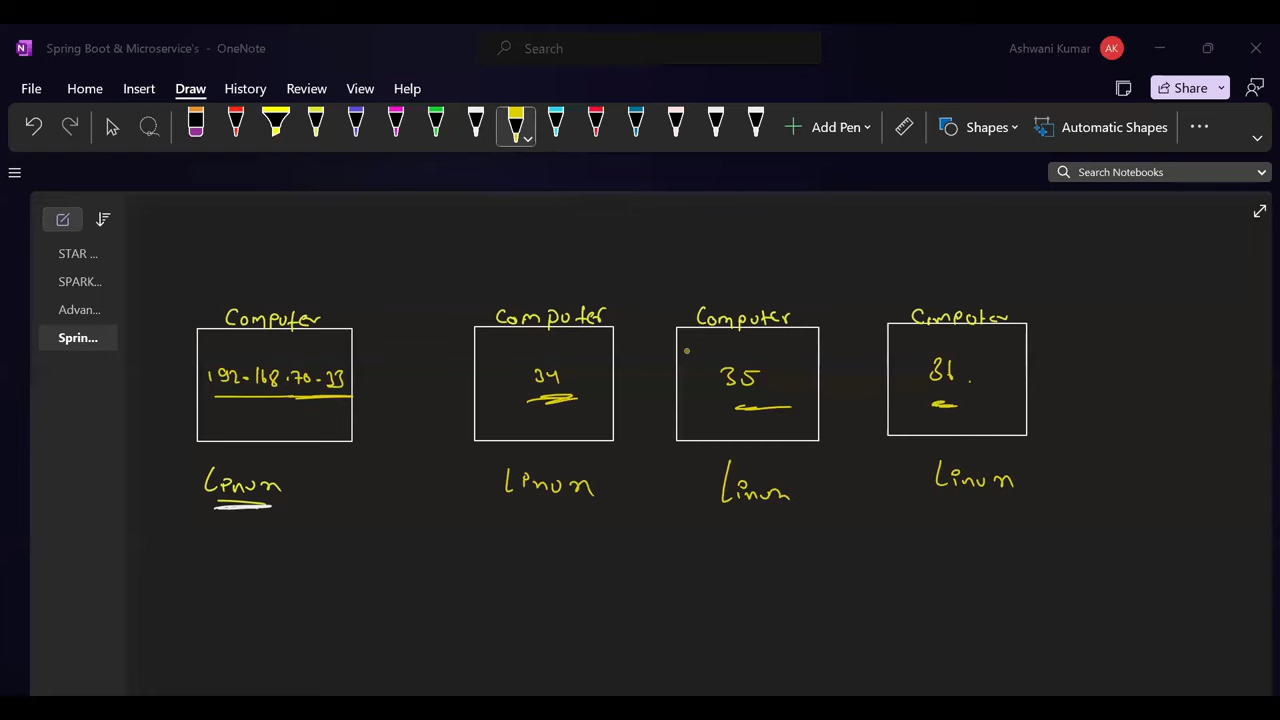 Spring Boot & Microservice's - OneNote
Search
Ashwani Kumar
AK
File Home Insert Draw History Review View Help
Share
Add Pen
Shapes
Automatic Shapes
Search Notebooks
STAR ...
SPARK...
Advan...
Sprin...
Computer Computer Computer Computer
192.168.70.33 34 35 36
Linux Linux Linux Linux